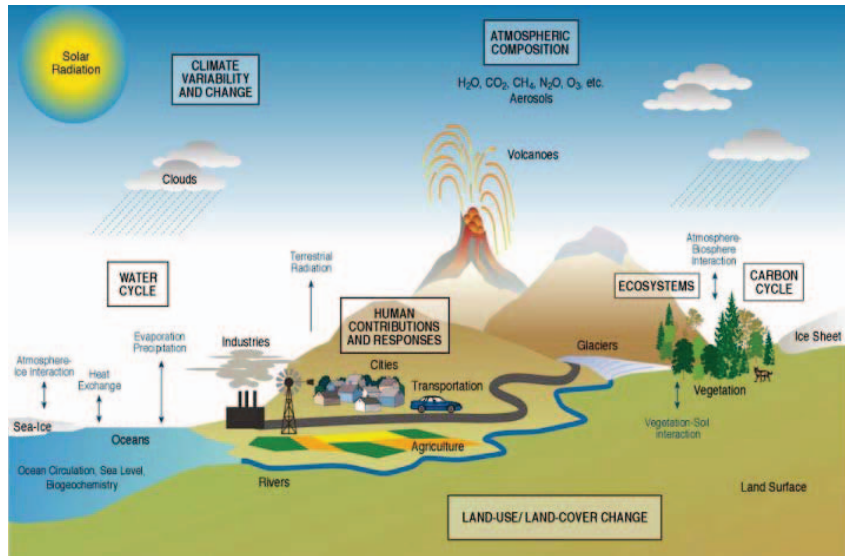 Solar
Radiation
CLIMATE
VARIABILITY
AND CHANGE
ATMOSPHERIC
COMPOSITION
H₂O, CO₂, CH₄, N₂O, O₃, etc.
Aerosols
Volcanoes
Clouds
Terrestrial
Radiation
Atmosphere-
Biosphere
Interaction
WATER
CYCLE
ECOSYSTEMS
CARBON
CYCLE
HUMAN
CONTRIBUTIONS
AND RESPONSES
Evaporation
Precipitation
Industries
Glaciers
Ice Sheet
Atmosphere-
Ice Interaction
Heat
Exchange
Cities
Transportation
Vegetation
Sea-Ice
Oceans
Agriculture
Vegetation-Soil
Interaction
Ocean Circulation, Sea Level,
Biogeochemistry
Rivers
Land Surface
LAND-USE/ LAND-COVER CHANGE